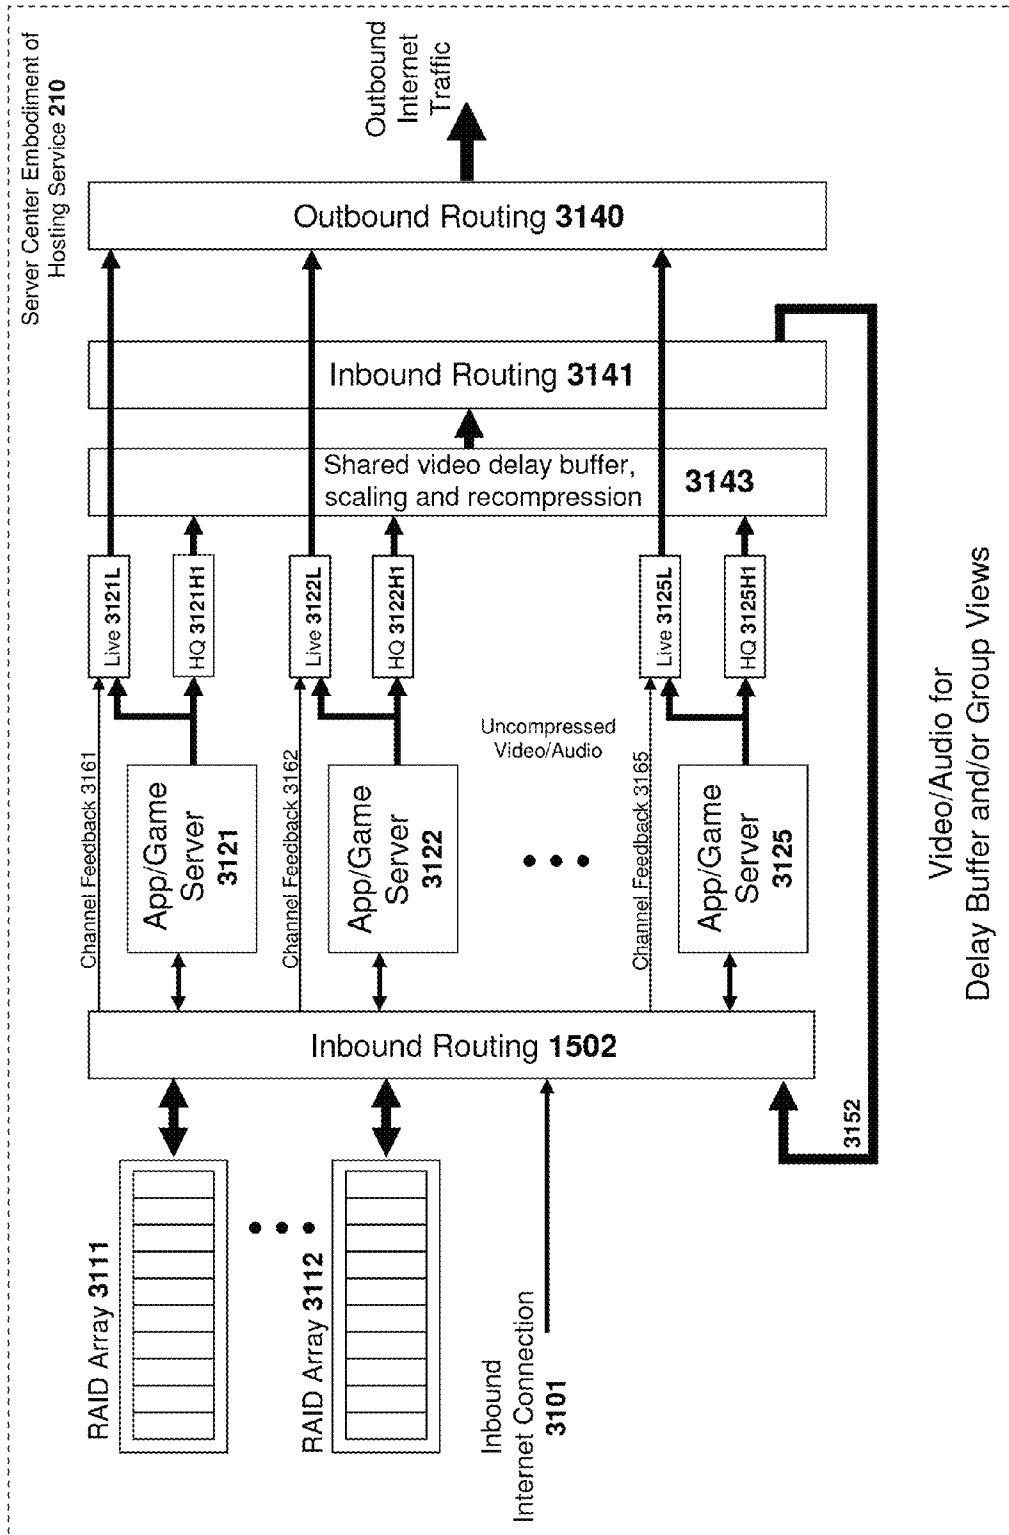 Server Center Embodiment of
Hosting Service 210
RAID Array 3111
RAID Array 3112
Inbound
Internet Connection
3101
Inbound Routing 1502
Channel Feedback 3161
App/Game
Server
3121
Live 3121L
HQ 3121H1
Channel Feedback 3162
App/Game
Server
3122
Live 3122L
HQ 3122H1
Uncompressed
Video/Audio
Channel Feedback 3165
App/Game
Server
3125
Live 3125L
HQ 3125H1
Shared video delay buffer,
scaling and recompression
3143
Inbound Routing 3141
Outbound Routing 3140
Outbound
Internet
Traffic
3152
Video/Audio for
Delay Buffer and/or Group Views